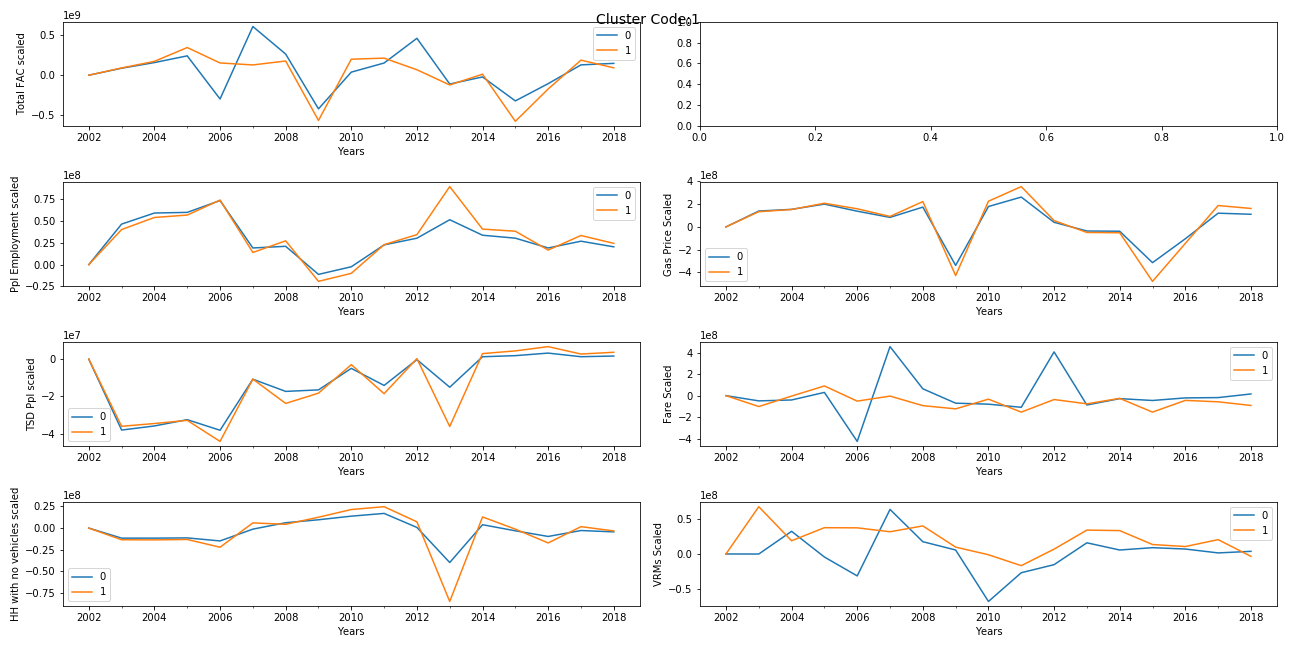 Cluster Code:1
1e9
Total FAC scaled
0.5
0.0
−0.5
0
1
2002 2004 2006 2008 2010 2012 2014 2016 2018
Years
1.0
0.8
0.6
0.4
0.2
0.0
0.0 0.2 0.4 0.6 0.8 1.0
1e8
Ppl Employment scaled
0.75
0.50
0.25
0.00
−0.25
0
1
2002 2004 2006 2008 2010 2012 2014 2016 2018
Years
1e8
Gas Price Scaled
4
2
0
−2
−4
0
1
2002 2004 2006 2008 2010 2012 2014 2016 2018
Years
1e7
TSD Ppl scaled
0
−2
−4
0
1
2002 2004 2006 2008 2010 2012 2014 2016 2018
Years
1e8
Fare Scaled
4
2
0
−2
−4
0
1
2002 2004 2006 2008 2010 2012 2014 2016 2018
Years
1e8
HH with no vehicles scaled
0.25
0.00
−0.25
−0.50
−0.75
0
1
2002 2004 2006 2008 2010 2012 2014 2016 2018
Years
1e8
VRMs Scaled
0.5
0.0
−0.5
0
1
2002 2004 2006 2008 2010 2012 2014 2016 2018
Years